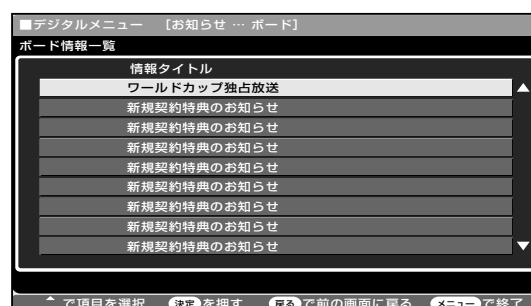 ■デジタルメニュー [お知らせ … ボード]
ボード情報一覧
情報タイトル
ワールドカップ独占放送
新規契約特典のお知らせ
新規契約特典のお知らせ
新規契約特典のお知らせ
新規契約特典のお知らせ
新規契約特典のお知らせ
新規契約特典のお知らせ
新規契約特典のお知らせ
新規契約特典のお知らせ
で項目を選択 決定を押す 戻るで前の画面に戻る メニューで終了